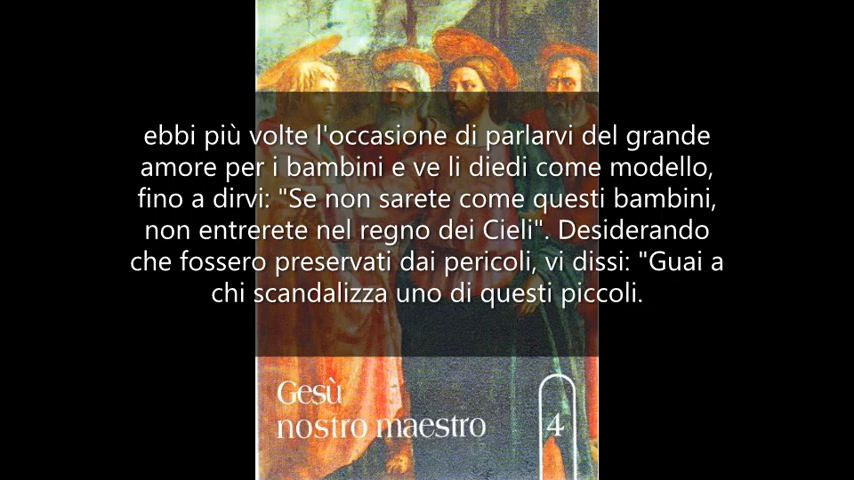 ebbi più volte l'occasione di parlarvi del grande
amore per i bambini e ve li diedi come modello,
fino a dirvi: "Se non sarete come questi bambini,
non entrerete nel regno dei Cieli". Desiderando
che fossero preservati dai pericoli, vi dissi: "Guai a
chi scandalizza uno di questi piccoli.
Gesù
nostro maestro
4